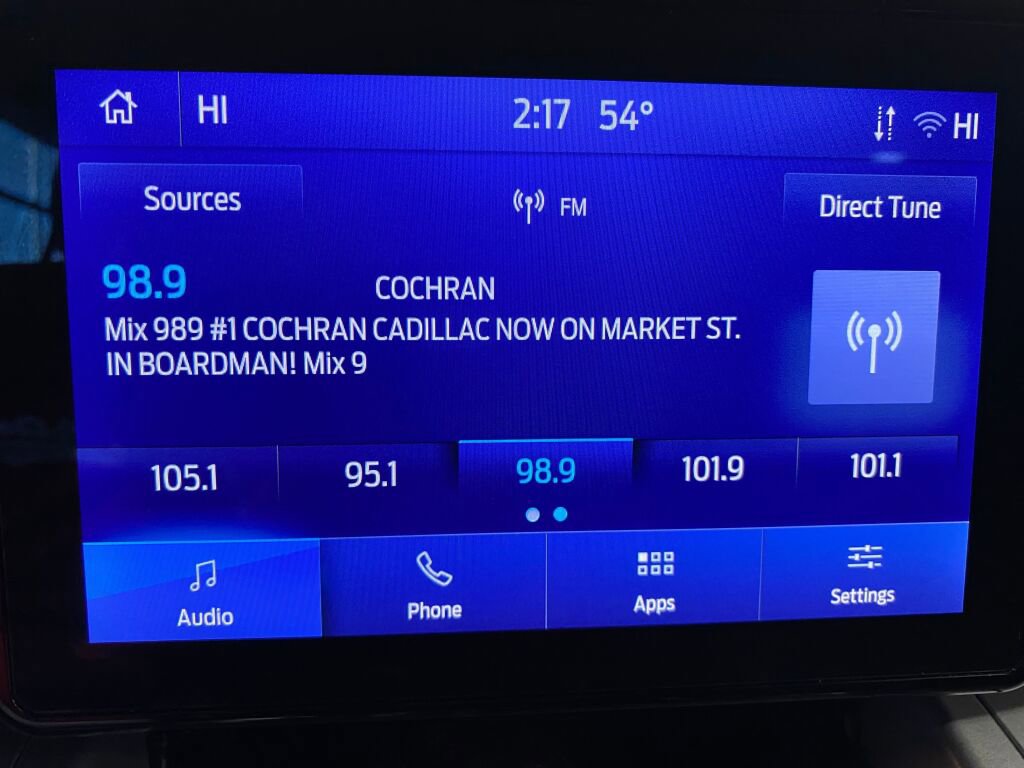 HI 2:17 54° HI
Sources FM Direct Tune
98.9 COCHRAN
Mix 989 #1 COCHRAN CADILLAC NOW ON MARKET ST.
IN BOARDMAN! Mix 9
105.1 95.1 98.9 101.9 101.1
Audio Phone Apps Settings